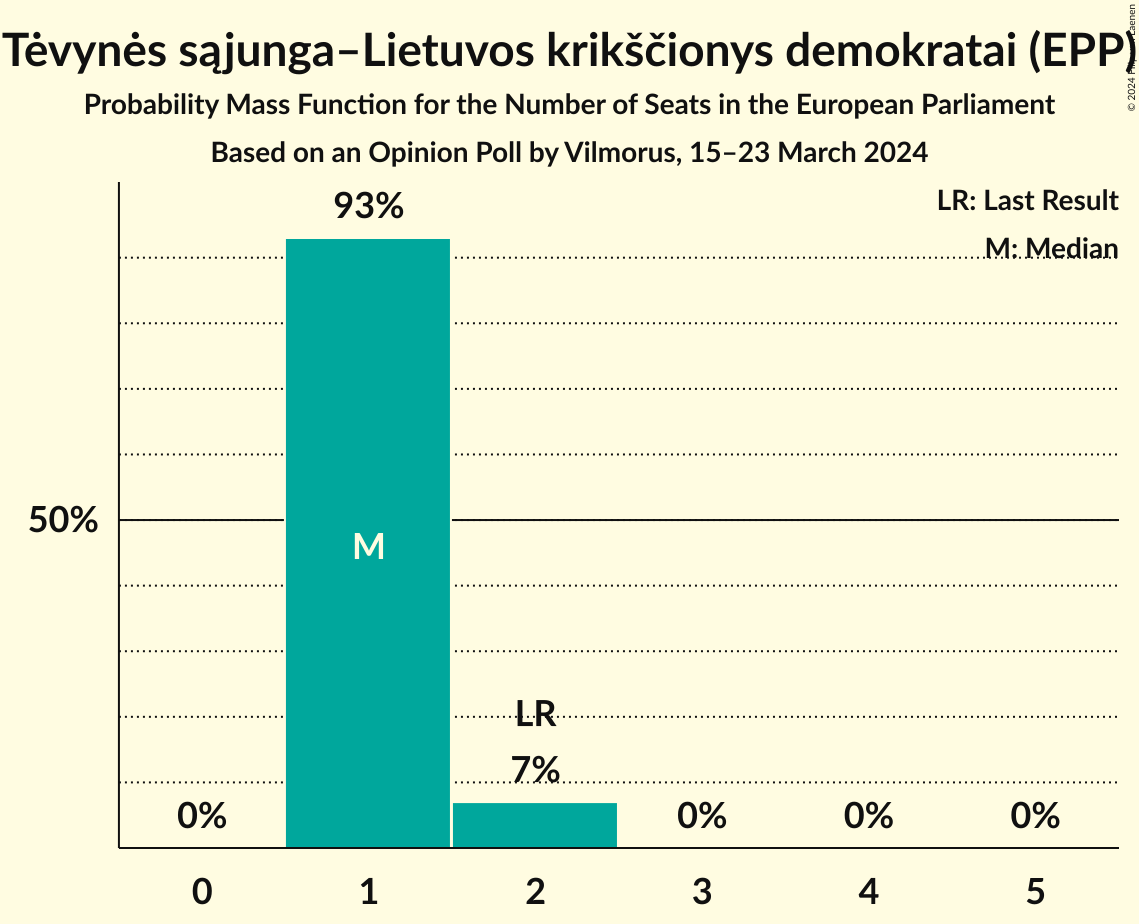 Tėvynės sąjunga–Lietuvos krikščionys demokratai (EPP)
Probability Mass Function for the Number of Seats in the European Parliament
Based on an Opinion Poll by Vilmorus, 15–23 March 2024
© 2024 Laenen
LR: Last Result
M: Median
93%
50%
M
LR
7%
0%
0%
0%
0%
0 1 2 3 4 5